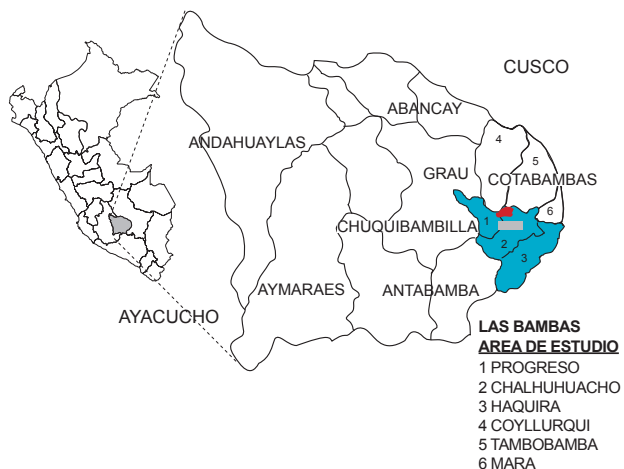 CUSCO
ABANCAY
4
ANDAHUAYLAS
5
GRAU
COTABAMBAS
6
1
CHUQUIBAMBILLA
2
3
AYMARAES
ANTABAMBA
AYACUCHO
LAS BAMBAS
AREA DE ESTUDIO
1 PROGRESO
2 CHALHUHUACHO
3 HAQUIRA
4 COYLLURQUI
5 TAMBOBAMBA
6 MARA